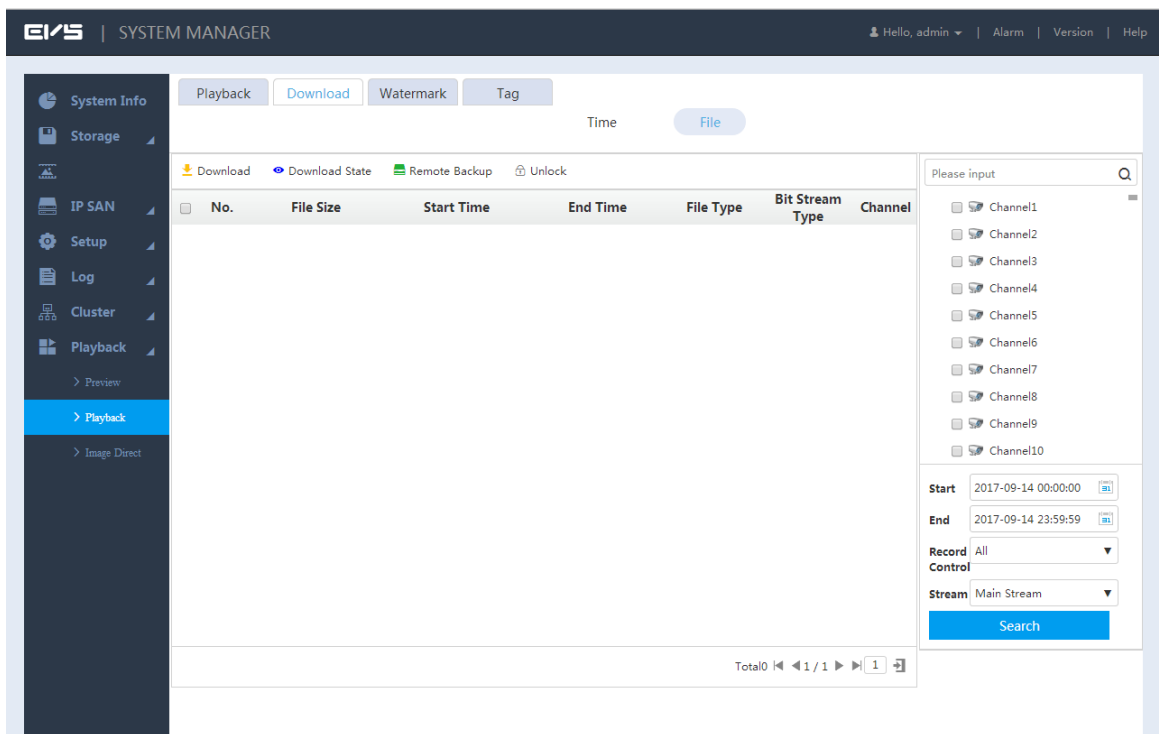 EVS | SYSTEM MANAGER
Hello, admin | Alarm | Version | Help
System Info
Storage
IP SAN
Setup
Log
Cluster
Playback
> Preview
> Playback
> Image Direct
Playback Download Watermark Tag
Time File
Download Download State Remote Backup Unlock
No. File Size Start Time End Time File Type Bit Stream Type Channel
Total0 1 / 1 1
Please input
Channel1
Channel2
Channel3
Channel4
Channel5
Channel6
Channel7
Channel8
Channel9
Channel10
Start 2017-09-14 00:00:00
End 2017-09-14 23:59:59
Record Control All
Stream Main Stream
Search